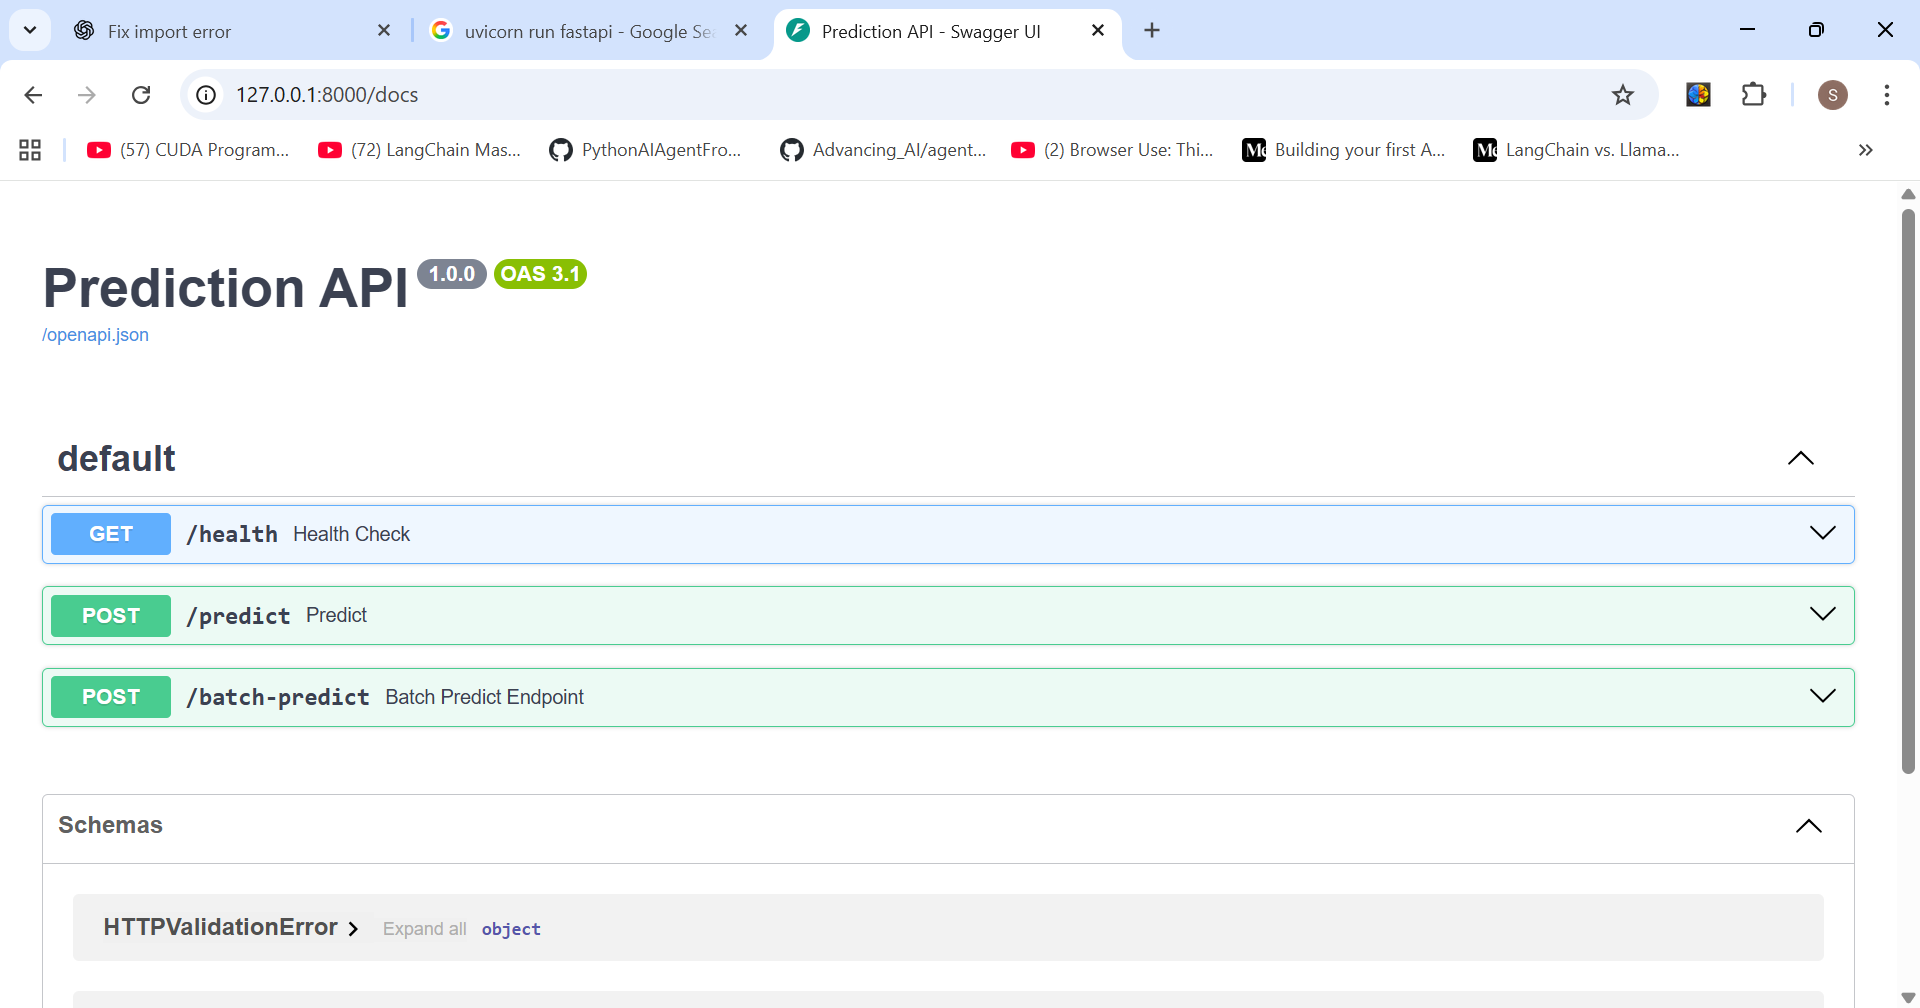 Fix import error
uvicorn run fastapi - Google Se
Prediction API - Swagger UI
127.0.0.1:8000/docs
S
(57) CUDA Program...
(72) LangChain Mas...
PythonAIAgentFro...
Advancing_AI/agent...
(2) Browser Use: Thi...
Building your first A...
LangChain vs. Llama...
Prediction API 1.0.0 OAS 3.1
/openapi.json
default
GET /health Health Check
POST /predict Predict
POST /batch-predict Batch Predict Endpoint
Schemas
HTTPValidationError Expand all object